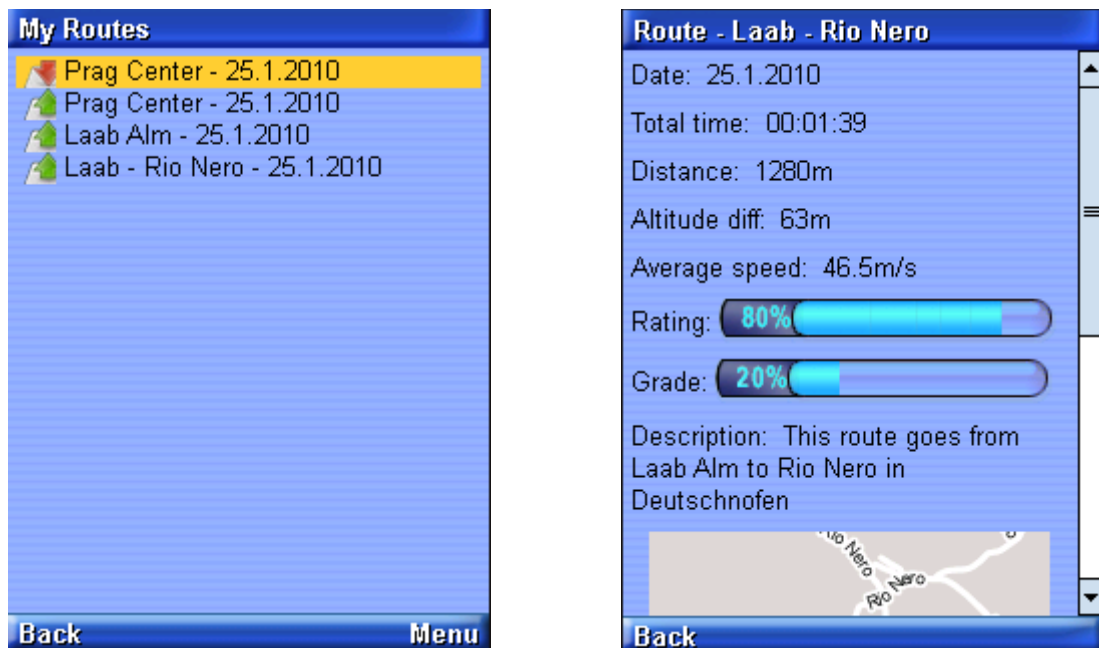 My Routes
Prag Center - 25.1.2010
Prag Center - 25.1.2010
Laab Alm - 25.1.2010
Laab - Rio Nero - 25.1.2010
Back
Menu
Route - Laab - Rio Nero
Date: 25.1.2010
Total time: 00:01:39
Distance: 1280m
Altitude diff: 63m
Average speed: 46.5m/s
Rating: 80%
Grade: 20%
Description: This route goes from
Laab Alm to Rio Nero in
Deutschnofen
Rio Nero
Rio Nero
Back